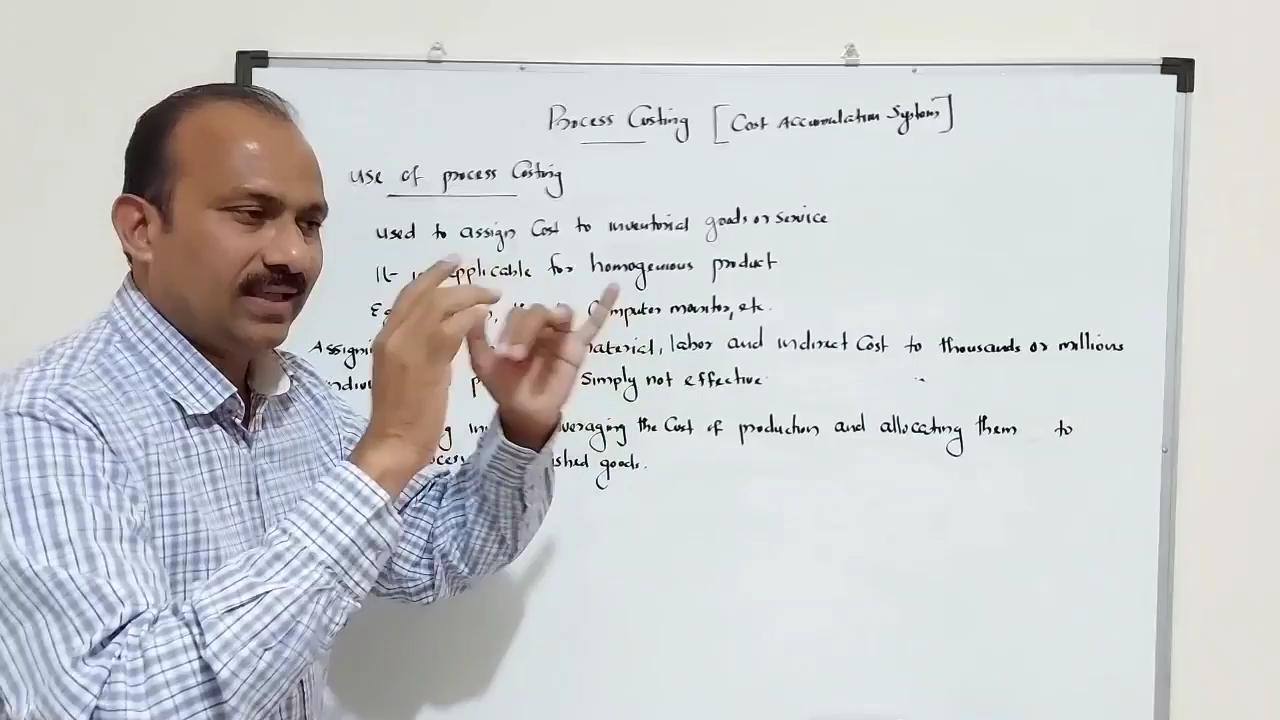 Process Costing [Cost Accumulation System]
Use of process Costing
used to assign Cost to inventorial goods or service
It applicable for homogenious product
Computer monitor, etc.
material, labor and indirect Cost to thousands or millions
simply not effective
averaging the Cost of production and allocating them to
goods.